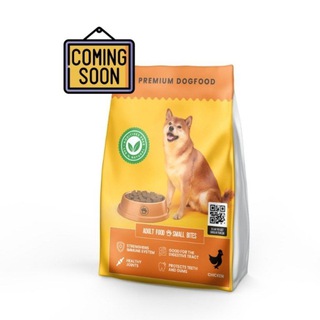 COMING
SOON
PREMIUM DOGFOOD
ADULT FOOD SMALL BITES
STRENGTHENS
IMMUNE SYSTEM
GOOD FOR THE
DIGESTIVE TRACT
HEALTHY
JOINTS
PROTECTS TEETH
AND GUMS
CHICKEN